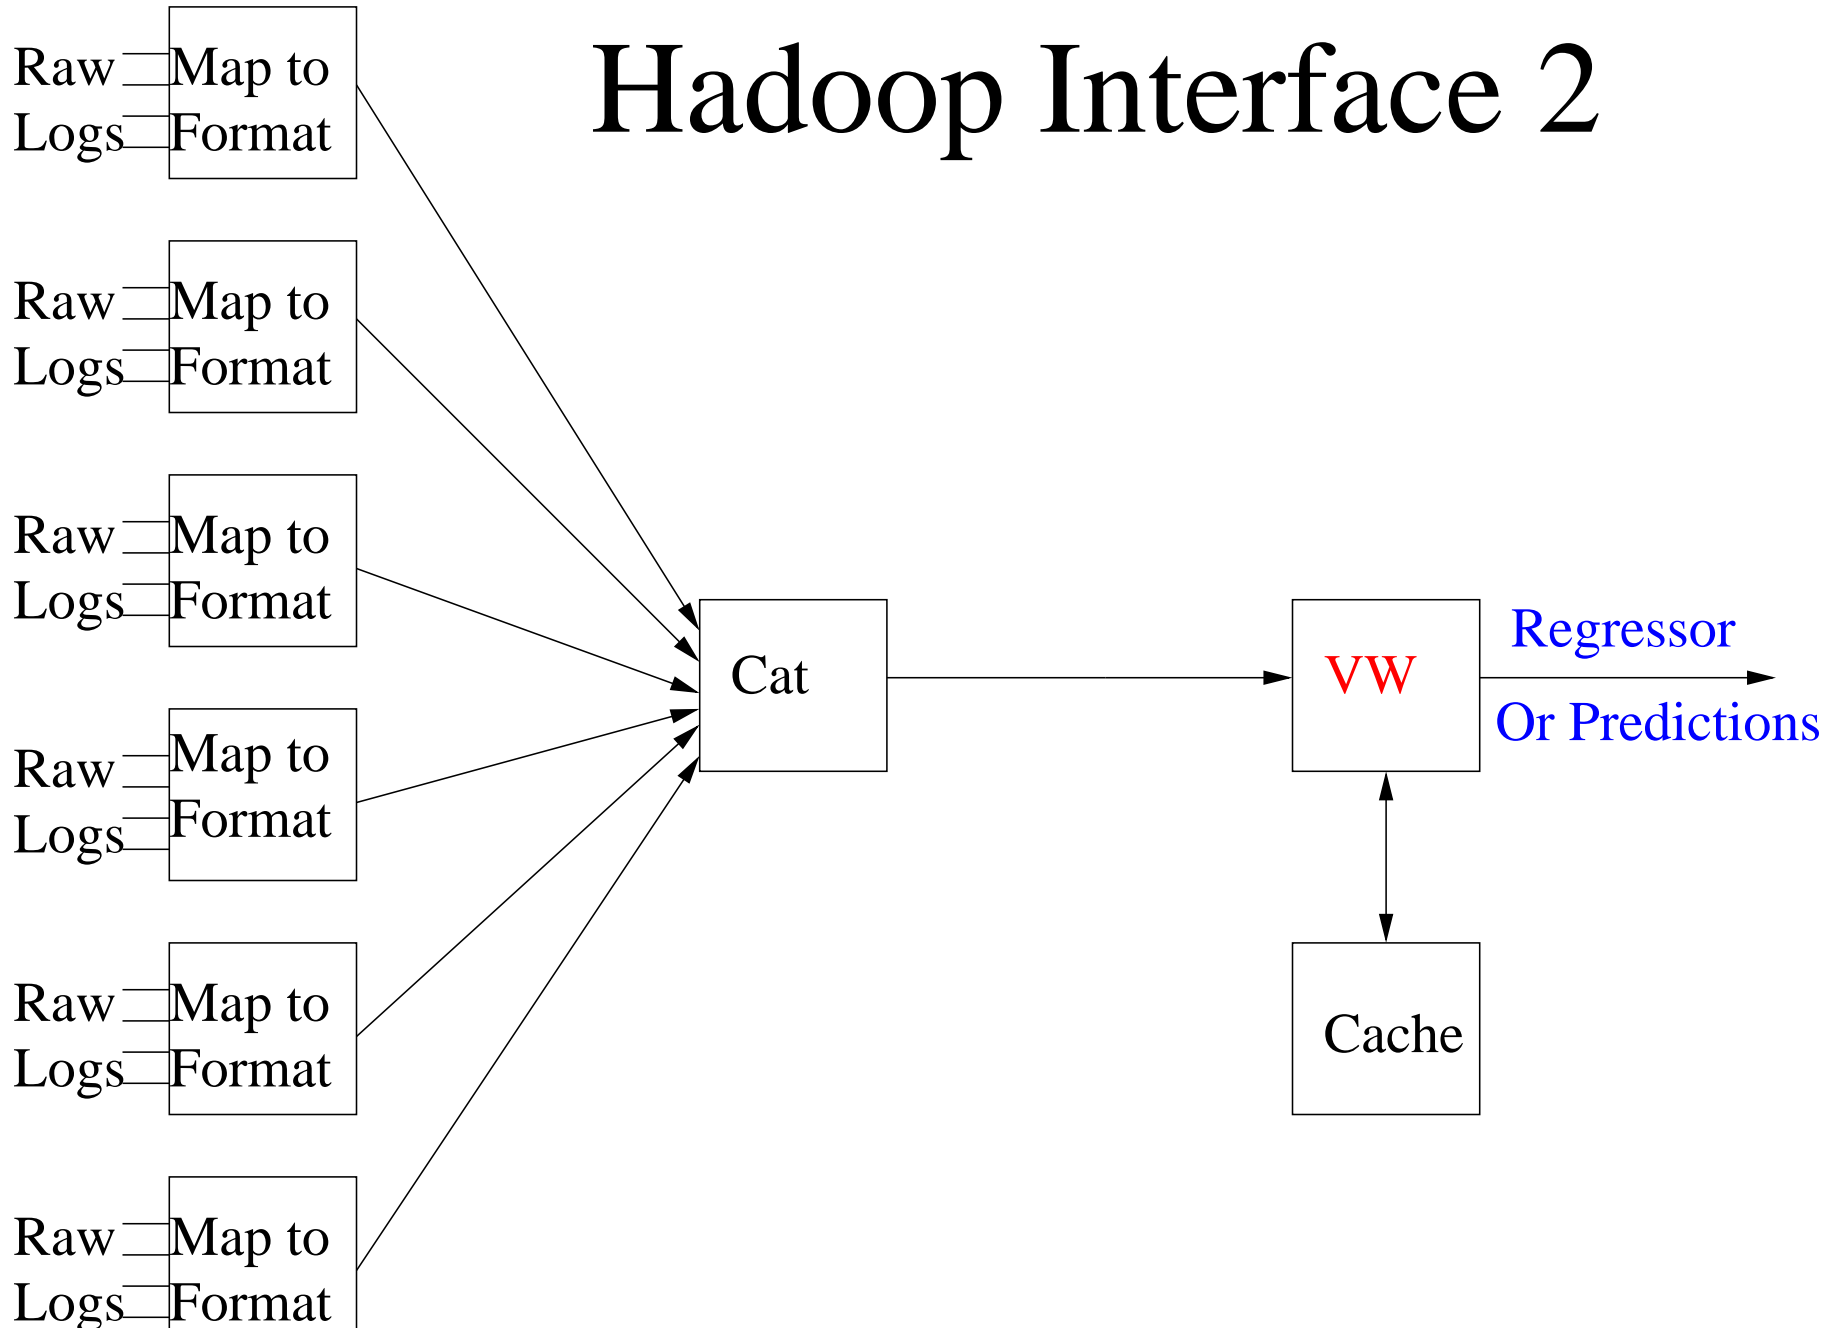 Hadoop Interface 2
Raw
Logs
Map to
Format
Raw
Logs
Map to
Format
Raw
Logs
Map to
Format
Raw
Logs
Map to
Format
Raw
Logs
Map to
Format
Raw
Logs
Map to
Format
Cat
VW
Regressor
Or Predictions
Cache